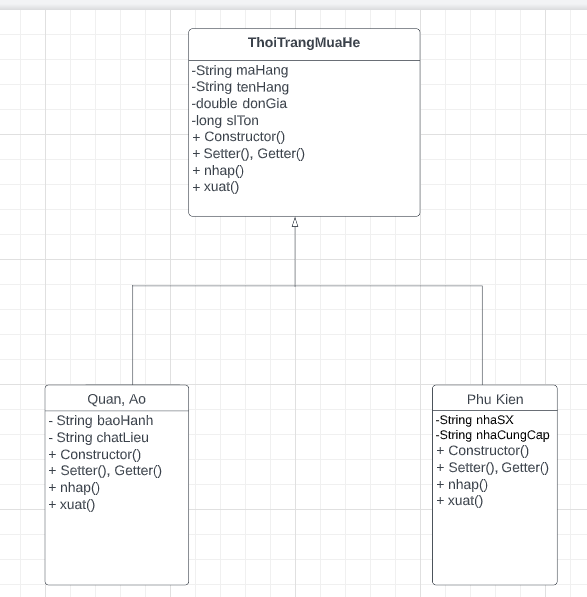 ThoiTrangMuaHe
-String maHang
-String tenHang
-double donGia
-long slTon
+ Constructor()
+ Setter(), Getter()
+ nhap()
+ xuat()
Quan, Ao
- String baoHanh
- String chatLieu
+ Constructor()
+ Setter(), Getter()
+ nhap()
+ xuat()
Phu Kien
-String nhaSX
-String nhaCungCap
+ Constructor()
+ Setter(), Getter()
+ nhap()
+ xuat()